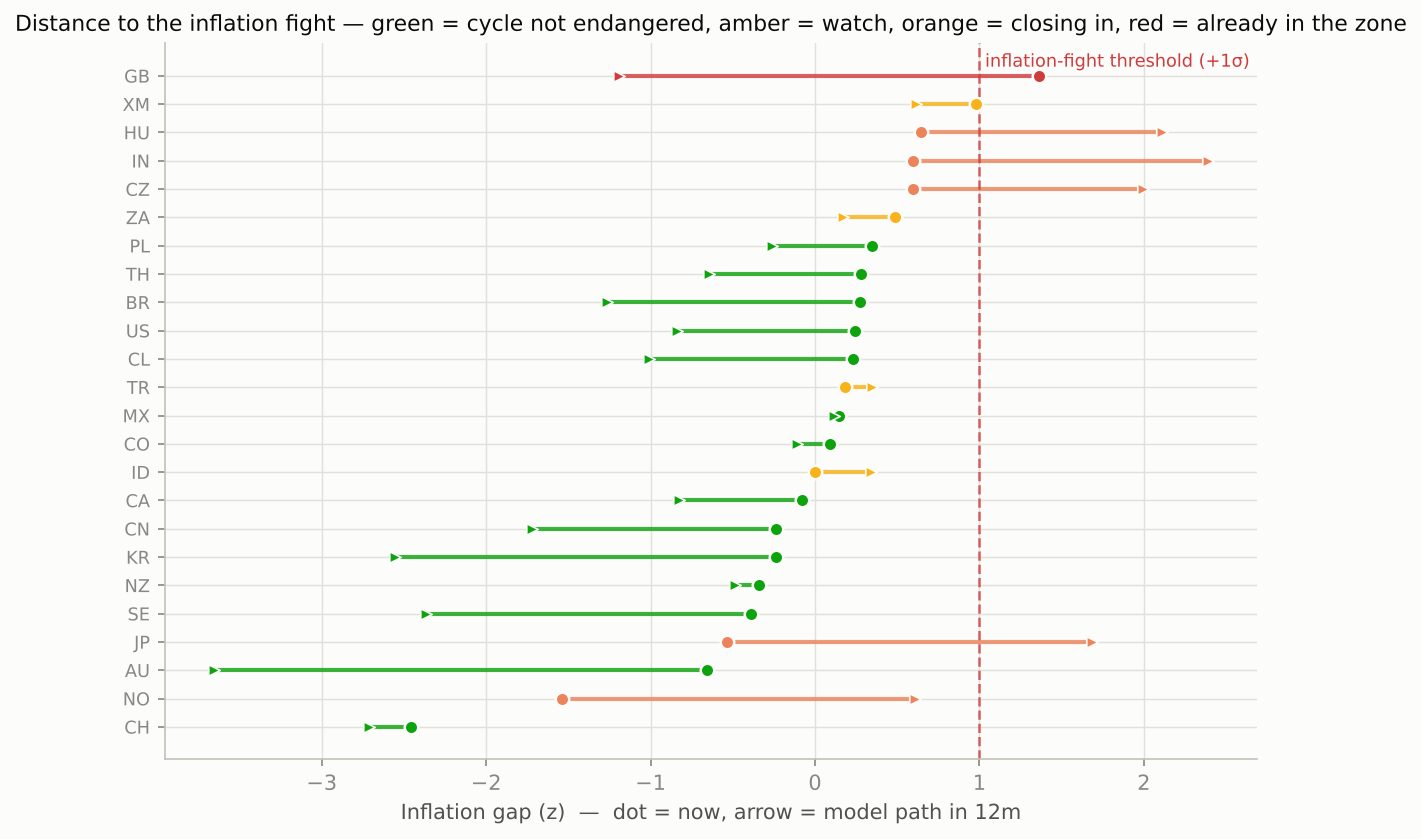 Distance to the inflation fight — green = cycle not endangered, amber = watch, orange = closing in, red = already in the zone
inflation-fight threshold (+1σ)
GB
XM
HU
IN
CZ
ZA
PL
TH
BR
US
CL
TR
MX
CO
ID
CA
CN
KR
NZ
SE
JP
AU
NO
CH
−3 −2 −1 0 1 2
Inflation gap (z) — dot = now, arrow = model path in 12m